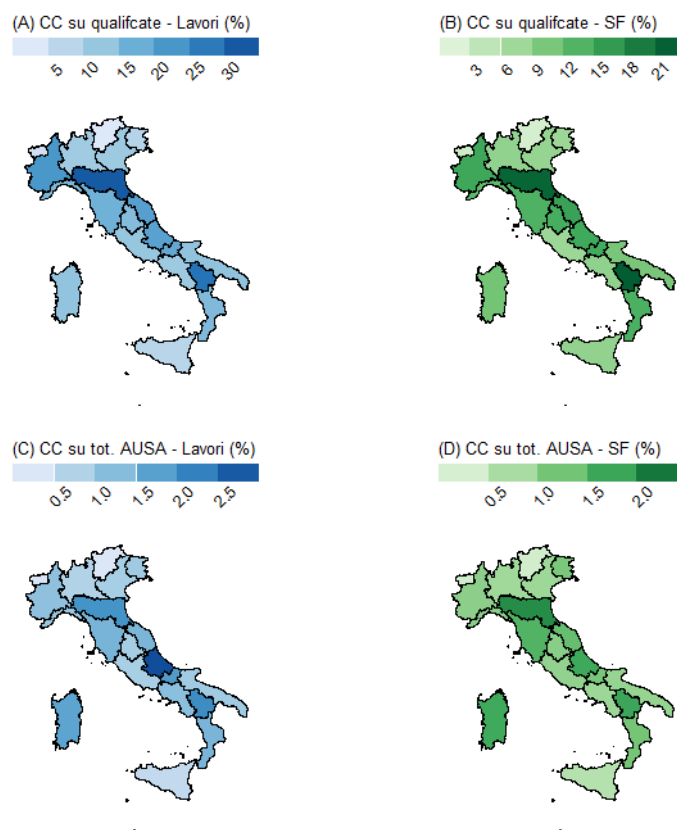 (A) CC su qualifcate - Lavori (%)
5 10 15 20 25 30
(B) CC su qualifcate - SF (%)
3 6 9 12 15 18 21
(C) CC su tot. AUSA - Lavori (%)
0.5 1.0 1.5 2.0 2.5
(D) CC su tot. AUSA - SF (%)
0.5 1.0 1.5 2.0